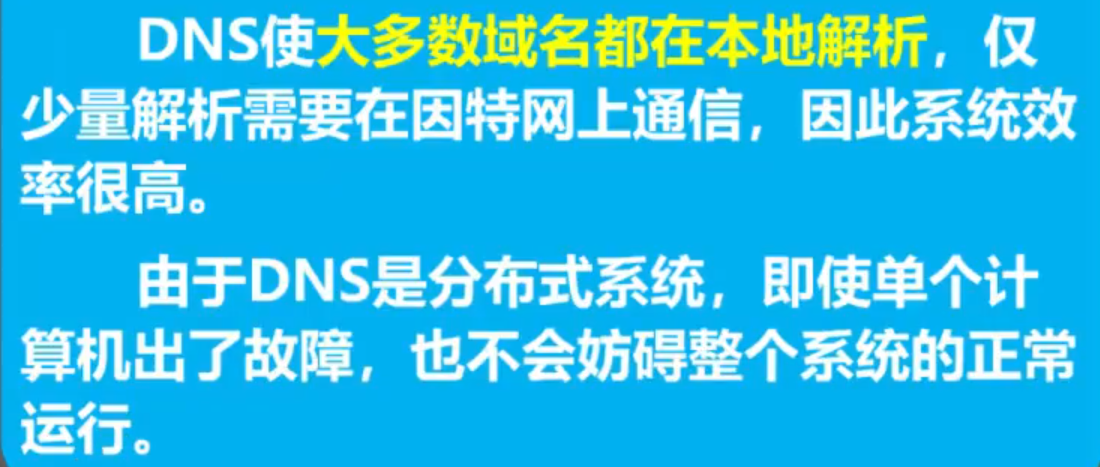 DNS使大多数域名都在本地解析，仅
少量解析需要在因特网上通信，因此系统效
率很高。
由于DNS是分布式系统，即使单个计
算机出了故障，也不会妨碍整个系统的正常
运行。